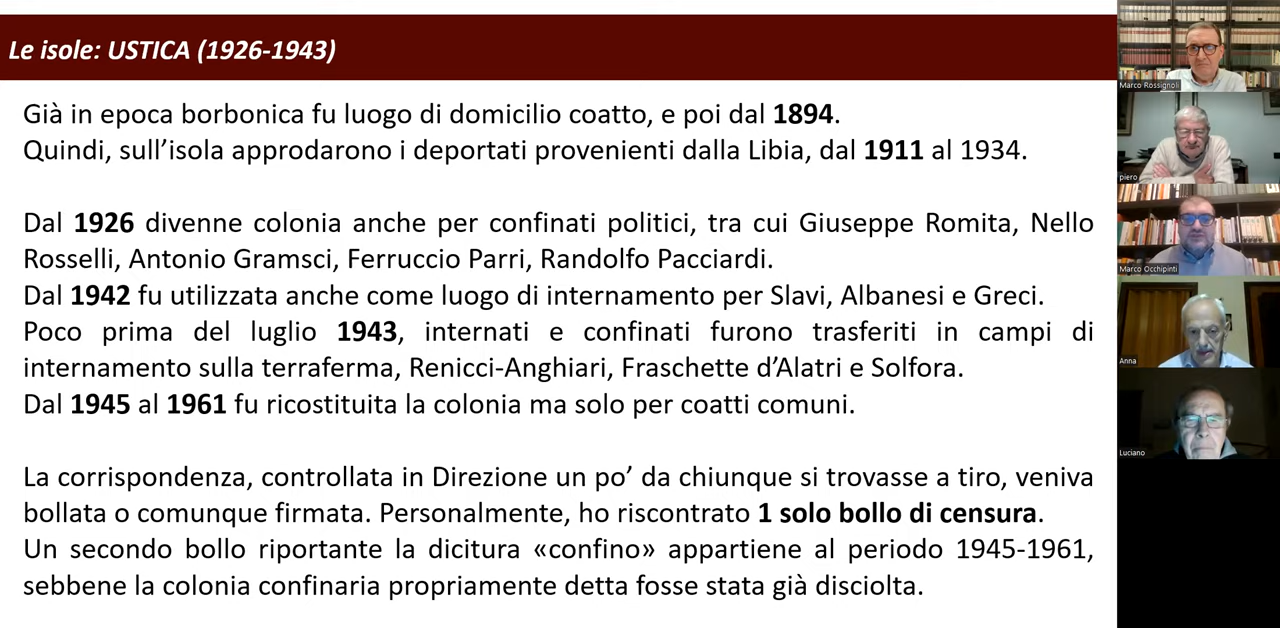 Le isole: USTICA (1926-1943)
Già in epoca borbonica fu luogo di domicilio coatto, e poi dal 1894.
Quindi, sull’isola approdarono i deportati provenienti dalla Libia, dal 1911 al 1934.
Dal 1926 divenne colonia anche per confinati politici, tra cui Giuseppe Romita, Nello
Rosselli, Antonio Gramsci, Ferruccio Parri, Randolfo Pacciardi.
Dal 1942 fu utilizzata anche come luogo di internamento per Slavi, Albanesi e Greci.
Poco prima del luglio 1943, internati e confinati furono trasferiti in campi di
internamento sulla terraferma, Renicci-Anghiari, Fraschette d’Alatri e Solfora.
Dal 1945 al 1961 fu ricostituita la colonia ma solo per coatti comuni.
La corrispondenza, controllata in Direzione un po’ da chiunque si trovasse a tiro, veniva
bollata o comunque firmata. Personalmente, ho riscontrato 1 solo bollo di censura.
Un secondo bollo riportante la dicitura «confino» appartiene al periodo 1945-1961,
sebbene la colonia confinaria propriamente detta fosse stata già disciolta.
Marco Rossignoli
piero
Marco Occhipinti
Anna
Luciano